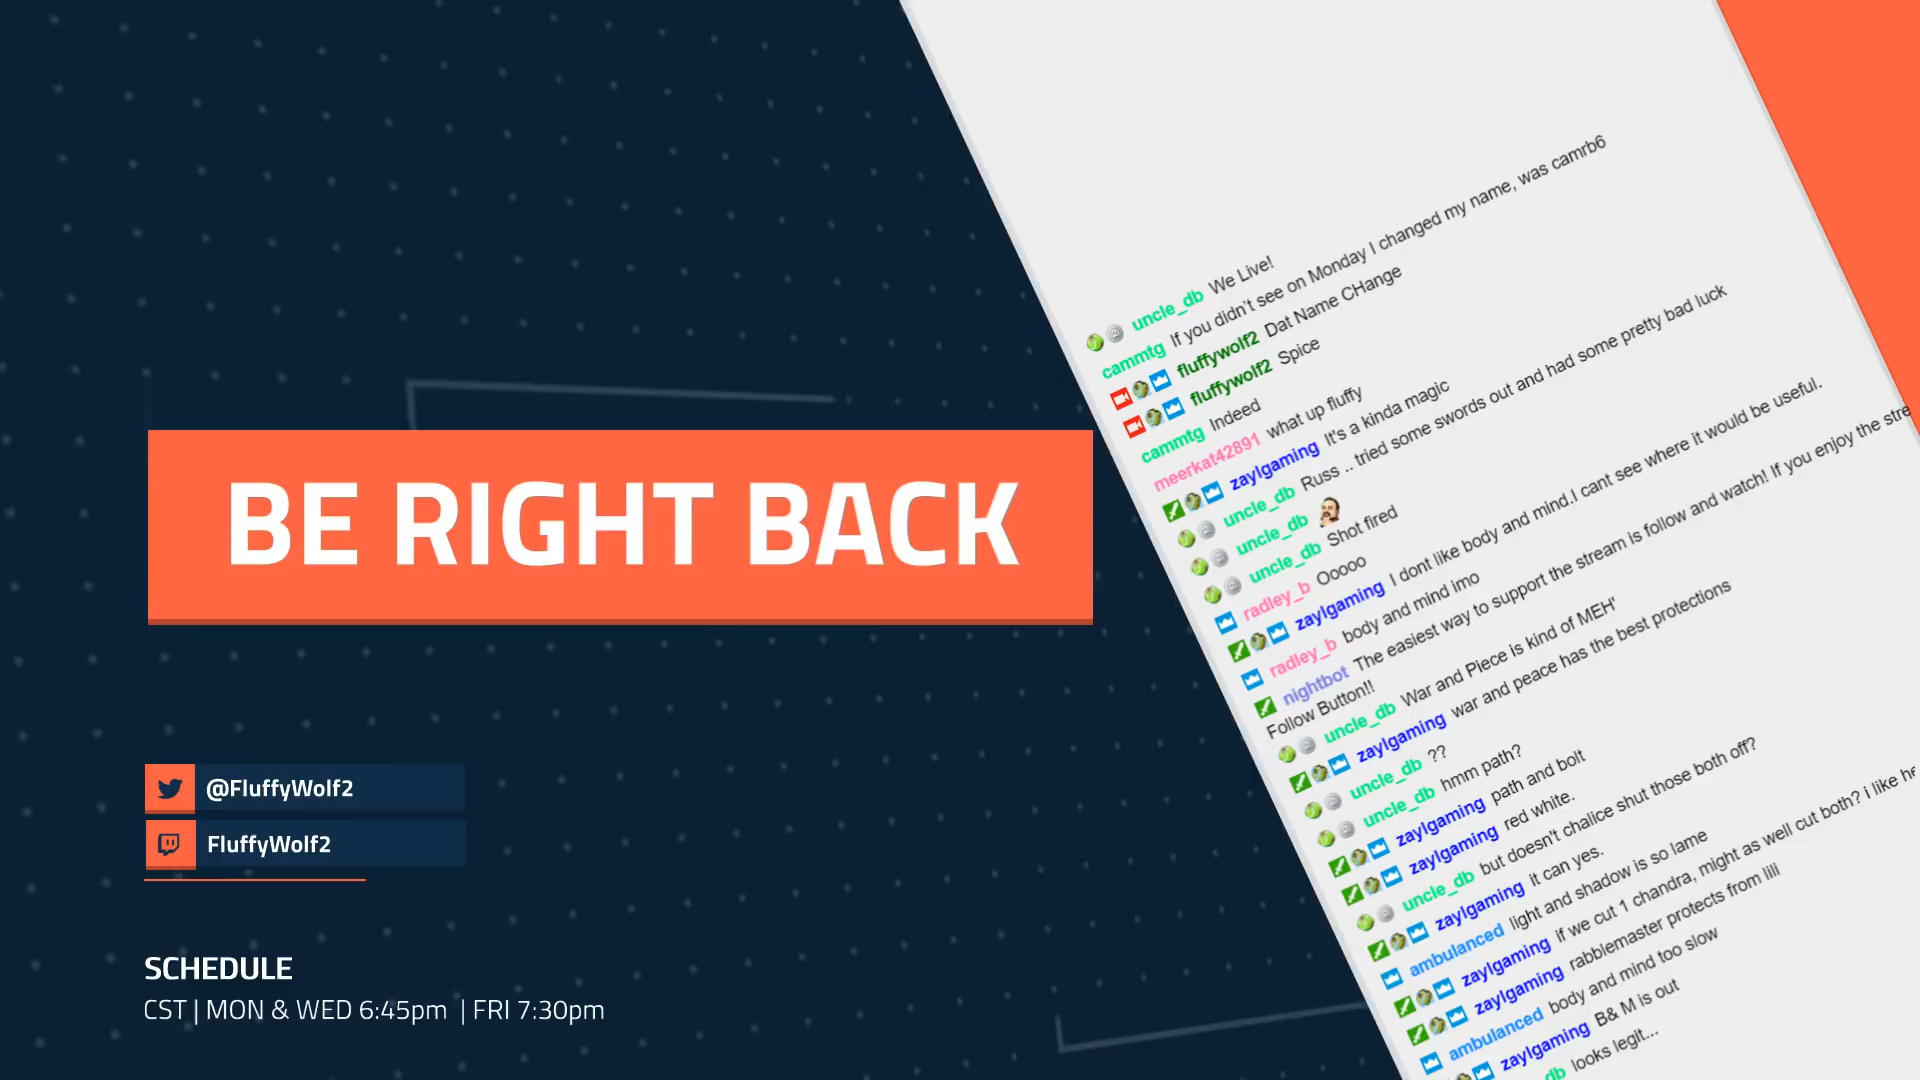 BE RIGHT BACK
@FluffyWolf2
FluffyWolf2
SCHEDULE
CST | MON & WED 6:45pm | FRI 7:30pm
uncle_db We Live!
cammtg If you didn't see on Monday I changed my name, was camrb6
fluffywolf2 Dat Name CHange
fluffywolf2 Spice
cammtg Indeed
meerkat42891 what up fluffy
zaylgaming It's a kinda magic
uncle_db Russ .. tried some swords out and had some pretty bad luck
uncle_db
uncle_db Shot fired
radley_b Ooooo
zaylgaming I dont like body and mind.I cant see where it would be useful.
radley_b body and mind imo
nightbot The easiest way to support the stream is follow and watch! If you enjoy the stre
Follow Button!!
uncle_db War and Piece is kind of MEH'
zaylgaming war and peace has the best protections
uncle_db ??
uncle_db hmm path?
zaylgaming path and bolt
zaylgaming red white.
uncle_db but doesn't chalice shut those both off?
zaylgaming it can yes.
ambulanced light and shadow is so lame
zaylgaming if we cut 1 chandra, might as well cut both? i like he
zaylgaming rabblemaster protects from lili
ambulanced body and mind too slow
zaylgaming B& M is out
db looks legit...